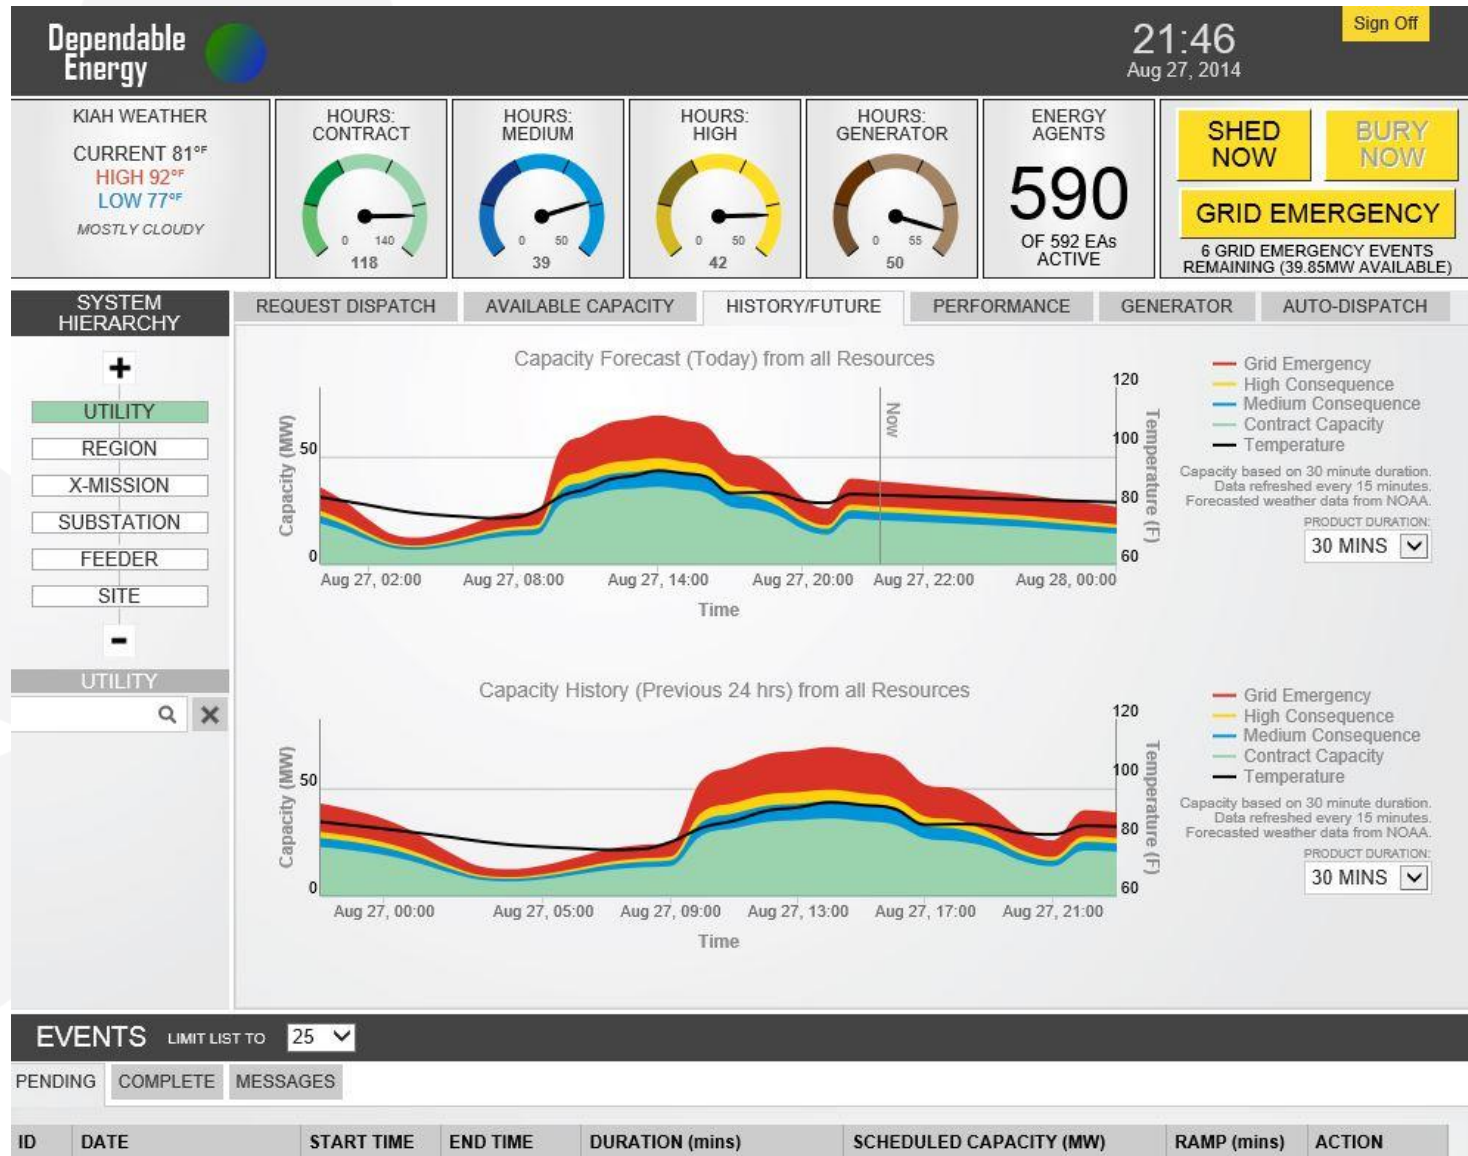 Dependable
Energy
21:46
Aug 27, 2014
Sign Off
KIAH WEATHER
CURRENT 81°F
HIGH 92°F
LOW 77°F
MOSTLY CLOUDY
HOURS:
CONTRACT
0 140
118
HOURS:
MEDIUM
0 50
39
HOURS:
HIGH
0 50
42
HOURS:
GENERATOR
0 55
50
ENERGY
AGENTS
590
OF 592 EAs
ACTIVE
SHED
NOW
BURY
NOW
GRID EMERGENCY
6 GRID EMERGENCY EVENTS
REMAINING (39.85MW AVAILABLE)
SYSTEM
HIERARCHY
+
UTILITY
REGION
X-MISSION
SUBSTATION
FEEDER
SITE
-
UTILITY
REQUEST DISPATCH
AVAILABLE CAPACITY
HISTORY/FUTURE
PERFORMANCE
GENERATOR
AUTO-DISPATCH
Capacity Forecast (Today) from all Resources
Capacity (MW)
50
0
Now
120
100
80
60
Temperature (F)
Aug 27, 02:00 Aug 27, 08:00 Aug 27, 14:00 Aug 27, 20:00 Aug 27, 22:00 Aug 28, 00:00
Time
Grid Emergency
High Consequence
Medium Consequence
Contract Capacity
Temperature
Capacity based on 30 minute duration.
Data refreshed every 15 minutes.
Forecasted weather data from NOAA.
PRODUCT DURATION:
30 MINS
Capacity History (Previous 24 hrs) from all Resources
Capacity (MW)
50
0
120
100
80
60
Temperature (F)
Aug 27, 00:00 Aug 27, 05:00 Aug 27, 09:00 Aug 27, 13:00 Aug 27, 17:00 Aug 27, 21:00
Time
Grid Emergency
High Consequence
Medium Consequence
Contract Capacity
Temperature
Capacity based on 30 minute duration.
Data refreshed every 15 minutes.
Forecasted weather data from NOAA.
PRODUCT DURATION:
30 MINS
EVENTS LIMIT LIST TO 25
PENDING COMPLETE MESSAGES
ID DATE START TIME END TIME DURATION (mins) SCHEDULED CAPACITY (MW) RAMP (mins) ACTION